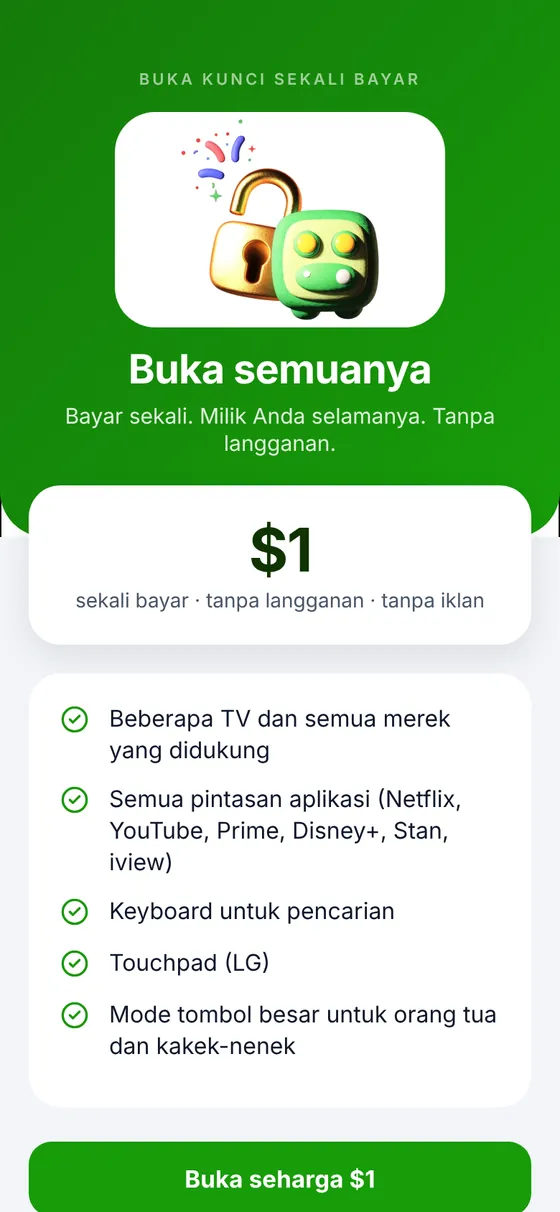 BUKA KUNCI SEKALI BAYAR
Buka semuanya
Bayar sekali. Milik Anda selamanya. Tanpa
langganan.
$1
sekali bayar · tanpa langganan · tanpa iklan
Beberapa TV dan semua merek
yang didukung
Semua pintasan aplikasi (Netflix,
YouTube, Prime, Disney+, Stan,
iview)
Keyboard untuk pencarian
Touchpad (LG)
Mode tombol besar untuk orang tua
dan kakek-nenek
Buka seharga $1